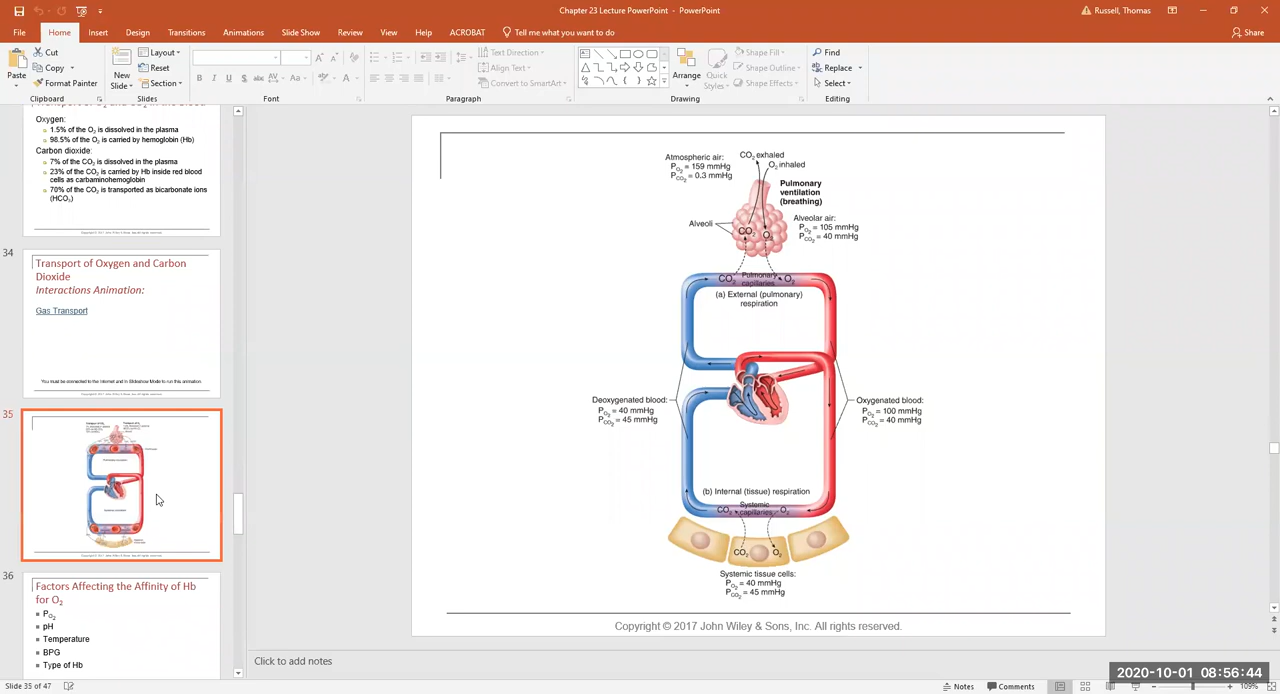 Chapter 23 Lecture PowerPoint - PowerPoint
Russell, Thomas
File Home Insert Design Transitions Animations Slide Show Review View Help ACROBAT Tell me what you want to do
Share
Paste
Cut
Copy
Format Painter
Clipboard
New Slide
Layout
Reset
Section
Slides
B I U S abc AV Aa A
Font
Paragraph
Text Direction
Align Text
Convert to SmartArt
Arrange
Quick Styles
Shape Fill
Shape Outline
Shape Effects
Drawing
Find
Replace
Select
Editing
Oxygen:
1.5% of the O2 is dissolved in the plasma
98.5% of the O2 is carried by hemoglobin (Hb)
Carbon dioxide:
7% of the CO2 is dissolved in the plasma
23% of the CO2 is carried by Hb inside red blood
cells as carbaminohemoglobin
70% of the CO2 is transported as bicarbonate ions
34
Transport of Oxygen and Carbon
Dioxide
Interactions Animation:
Gas Transport
You must be connected to the Internet and in Slideshow Mode to run this animation.
35
36
Factors Affecting the Affinity of Hb
for O2
PO2
pH
Temperature
BPG
Type of Hb
Atmospheric air:
PO2 = 159 mmHg
PCO2 = 0.3 mmHg
CO2 exhaled
O2 inhaled
Pulmonary
ventilation
(breathing)
Alveoli
CO2 O2
Alveolar air:
PO2 = 105 mmHg
PCO2 = 40 mmHg
CO2 Pulmonary O2
capillaries
(a) External (pulmonary)
respiration
Deoxygenated blood:
PO2 = 40 mmHg
PCO2 = 45 mmHg
Oxygenated blood:
PO2 = 100 mmHg
PCO2 = 40 mmHg
(b) Internal (tissue) respiration
CO2 Systemic O2
capillaries
CO2 O2
Systemic tissue cells:
PO2 = 40 mmHg
PCO2 = 45 mmHg
Copyright © 2017 John Wiley & Sons, Inc. All rights reserved.
Click to add notes
2020-10-01 08:56:44
Slide 35 of 47
Notes
Comments
109%